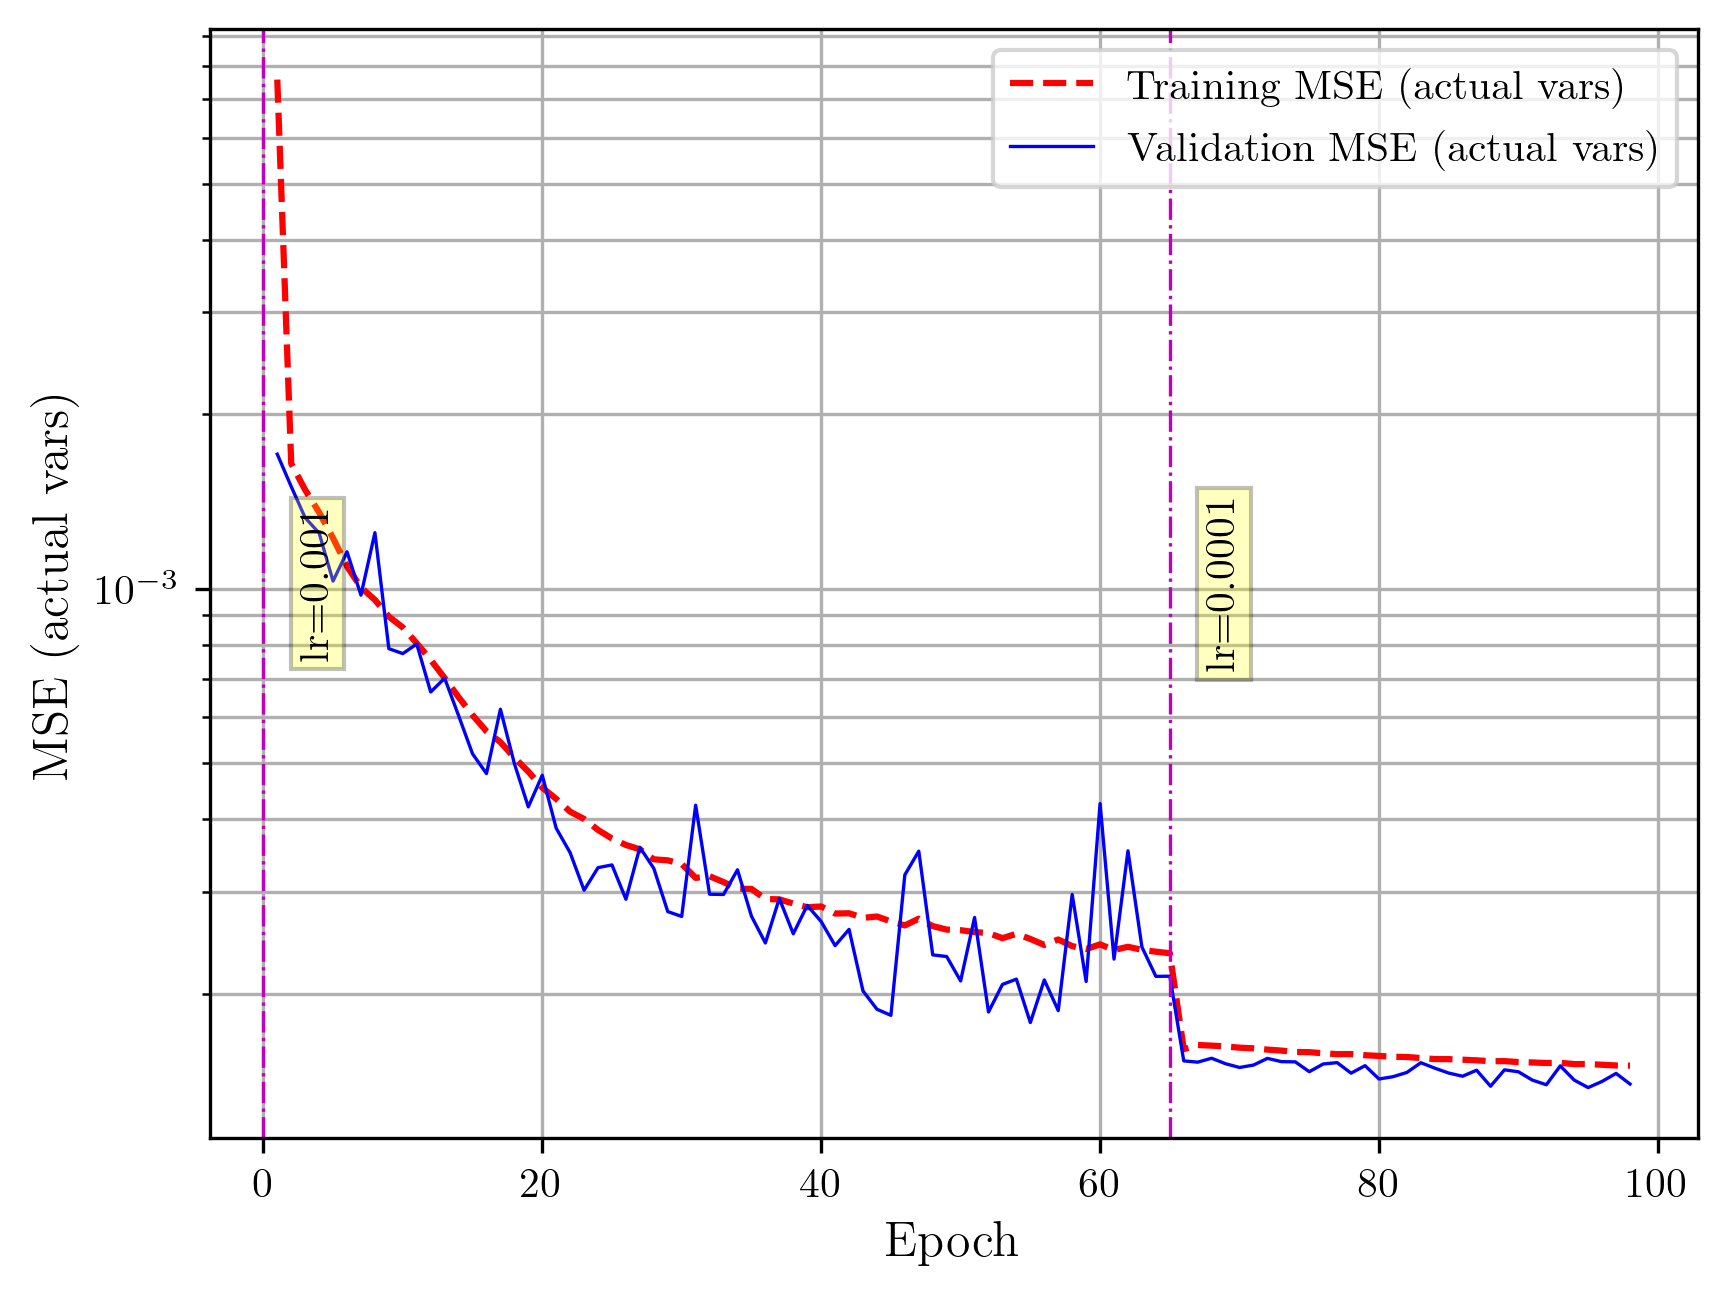 Training MSE (actual vars)
Validation MSE (actual vars)
MSE (actual vars)
10⁻³
lr=0.001
lr=0.0001
0 20 40 60 80 100
Epoch